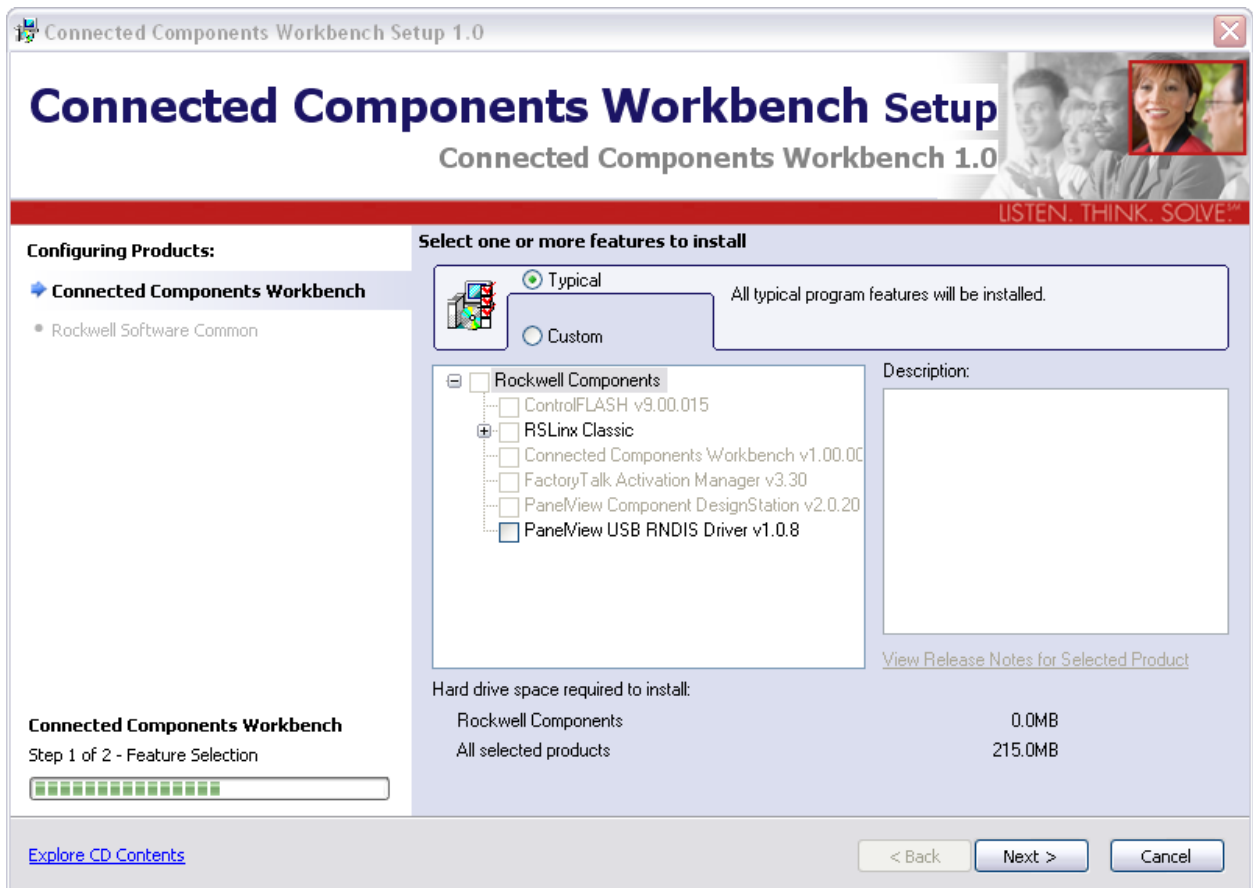 Connected Components Workbench Setup 1.0
Connected Components Workbench Setup
Connected Components Workbench 1.0
LISTEN. THINK. SOLVE.℠
Configuring Products:
Connected Components Workbench
Rockwell Software Common
Select one or more features to install
Typical
All typical program features will be installed.
Custom
Rockwell Components
ControlFLASH v9.00.015
RSLinx Classic
Connected Components Workbench v1.00.00
FactoryTalk Activation Manager v3.30
PanelView Component DesignStation v2.0.20
PanelView USB RNDIS Driver v1.0.8
Description:
View Release Notes for Selected Product
Hard drive space required to install:
Rockwell Components 0.0MB
All selected products 215.0MB
Connected Components Workbench
Step 1 of 2 - Feature Selection
Explore CD Contents
< Back
Next >
Cancel